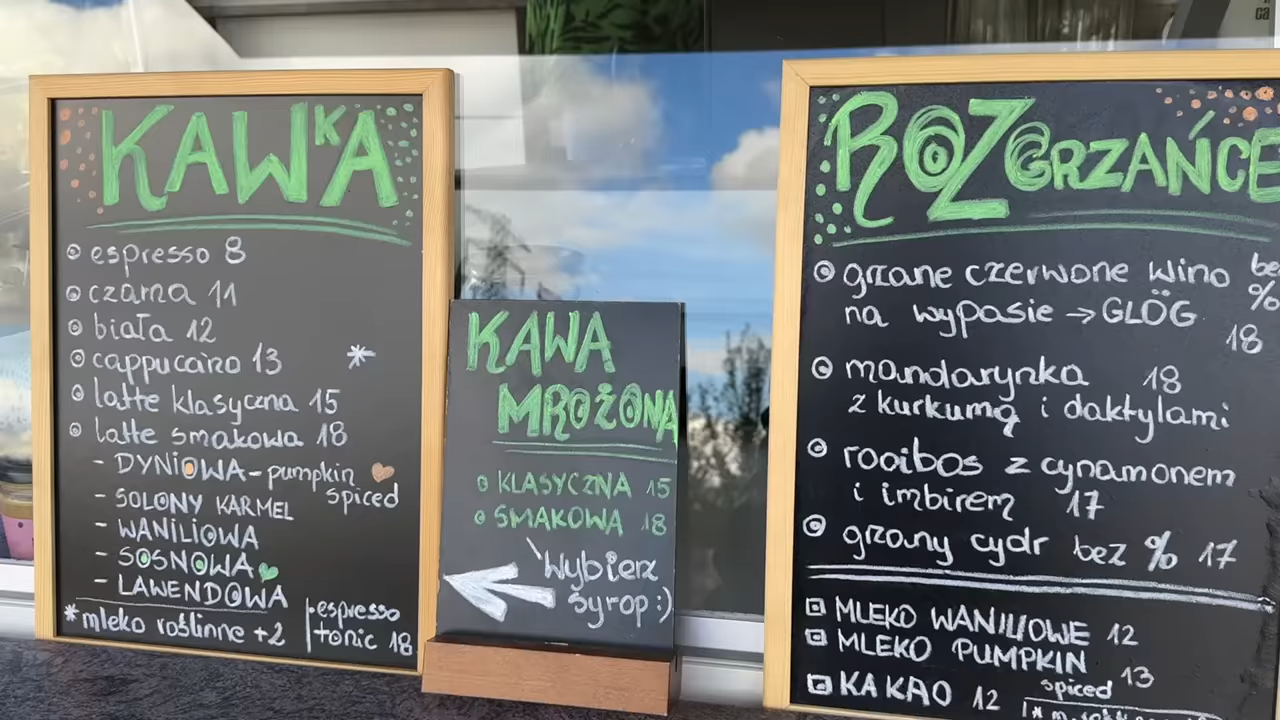 KAWKA
espresso 8
czarna 11
biała 12
cappuccino 13 *
latte klasyczna 15
latte smakowa 18
- DYNIOWA - pumpkin
spiced
- SOLONY KARMEL
- WANILIOWA
- SOSNOWA
- LAWENDOWA
* mleko roślinne +2
espresso
tonic 18
KAWA
MROŻONA
KLASYCZNA 15
SMAKOWA 18
Wybierz
syrop :)
ROZGRZAŃCE
grzane czerwone wino
%
na wypasie → GLÖG
18
mandarynka 18
z kurkumą i daktylami
rooibos z cynamonem
i imbirem 17
grzany cydr bez % 17
MLEKO WANILIOWE 12
MLEKO PUMPKIN
spiced 13
KAKAO 12